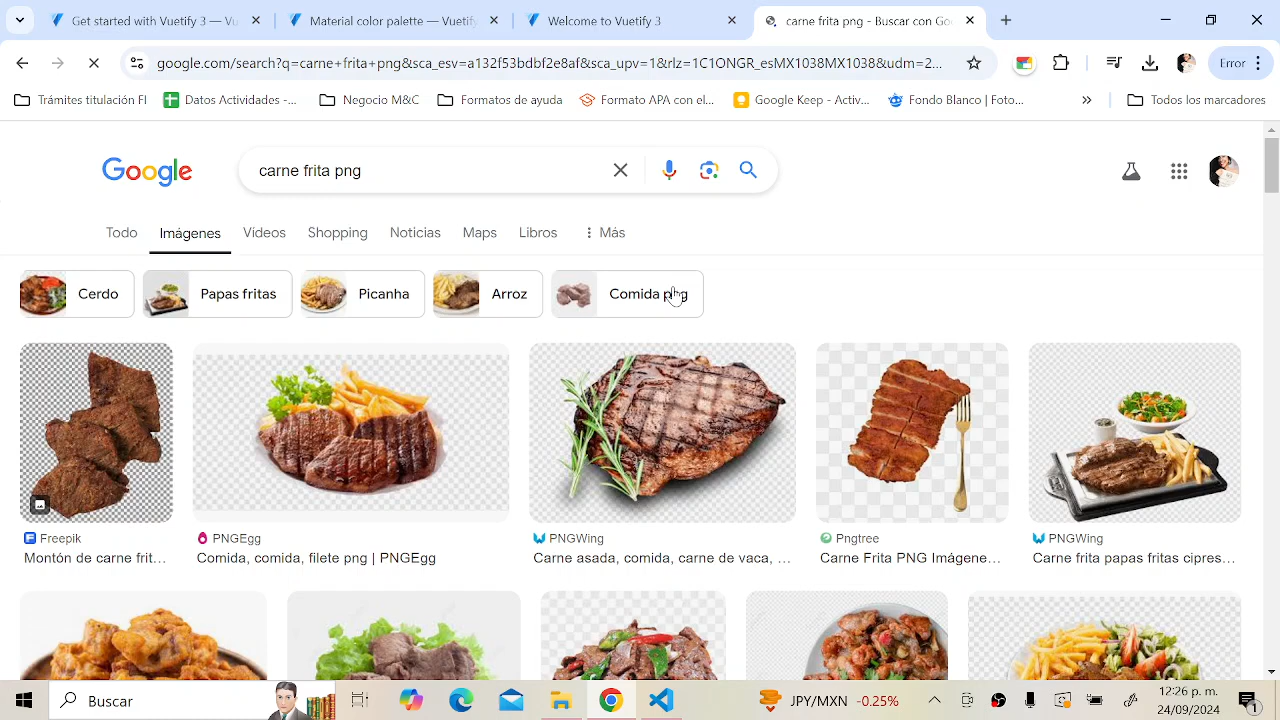 Get started with Vuetify 3 — Vu
Material color palette — Vuetify
Welcome to Vuetify 3
carne frita png - Buscar con Goo
google.com/search?q=carne+frita+png&sca_esv=a132f53bdbf2e8af&sca_upv=1&rlz=1C1ONGR_esMX1038MX1038&udm=2...
Error
Trámites titulación FI
Datos Actividades -...
Negocio M&C
Formatos de ayuda
Formato APA con el...
Google Keep - Activ...
Fondo Blanco | Foto...
»
Todos los marcadores
Google
carne frita png
Todo
Imágenes
Videos
Shopping
Noticias
Maps
Libros
Más
Cerdo
Papas fritas
Picanha
Arroz
Comida png
Freepik
Montón de carne frit...
PNGEgg
Comida, comida, filete png | PNGEgg
PNGWing
Carne asada, comida, carne de vaca, ...
Pngtree
Carne Frita PNG Imágene...
PNGWing
Carne frita papas fritas cipres...
Buscar
JPY/MXN -0.25%
12:26 p. m.
24/09/2024
1